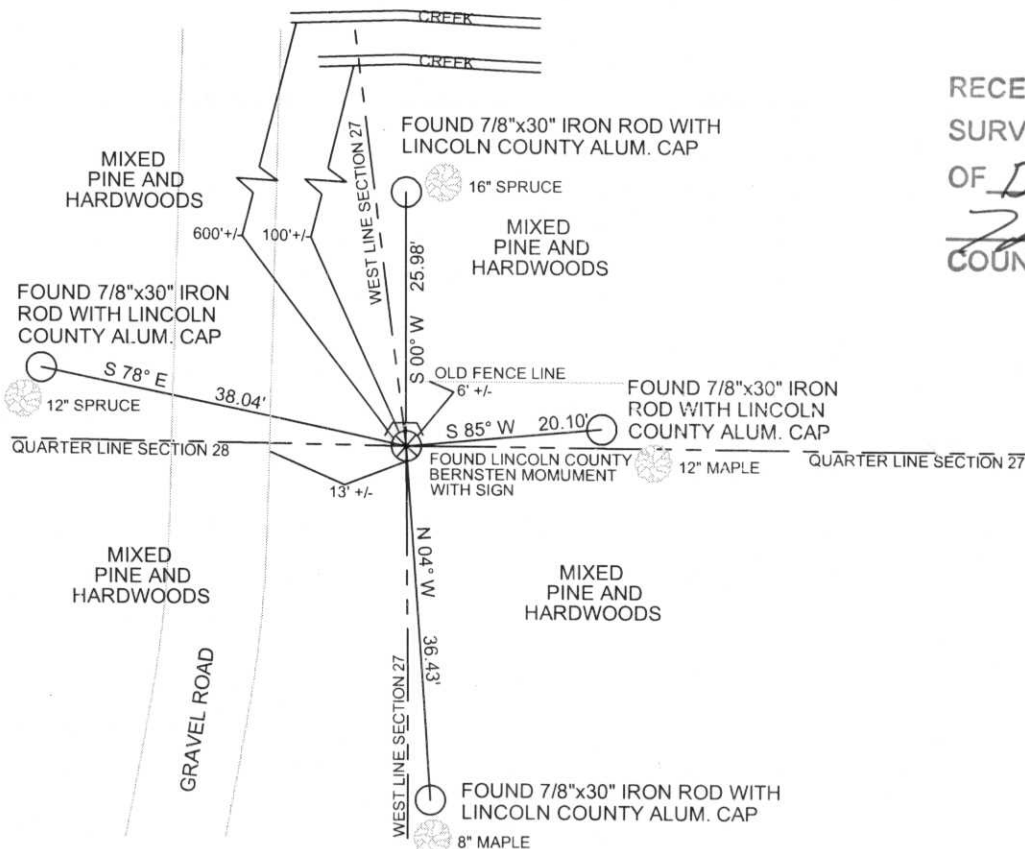 CREEK
CREEK
RECE
SURV
OF
COUN
FOUND 7/8"x30" IRON ROD WITH
LINCOLN COUNTY ALUM. CAP
16" SPRUCE
MIXED
PINE AND
HARDWOODS
WEST LINE SECTION 27
MIXED
PINE AND
HARDWOODS
600'+/-
100'+/-
25.98'
S 00° W
FOUND 7/8"x30" IRON
ROD WITH LINCOLN
COUNTY ALUM. CAP
S 78° E
38.04'
12" SPRUCE
OLD FENCE LINE
6' +/-
FOUND 7/8"x30" IRON
ROD WITH LINCOLN
COUNTY ALUM. CAP
S 85° W
20.10'
QUARTER LINE SECTION 28
FOUND LINCOLN COUNTY
BERNSTEN MOMUMENT
WITH SIGN
12" MAPLE
QUARTER LINE SECTION 27
13' +/-
N 04° W
36.43'
MIXED
PINE AND
HARDWOODS
MIXED
PINE AND
HARDWOODS
GRAVEL ROAD
WEST LINE SECTION 27
FOUND 7/8"x30" IRON ROD WITH
LINCOLN COUNTY ALUM. CAP
8" MAPLE